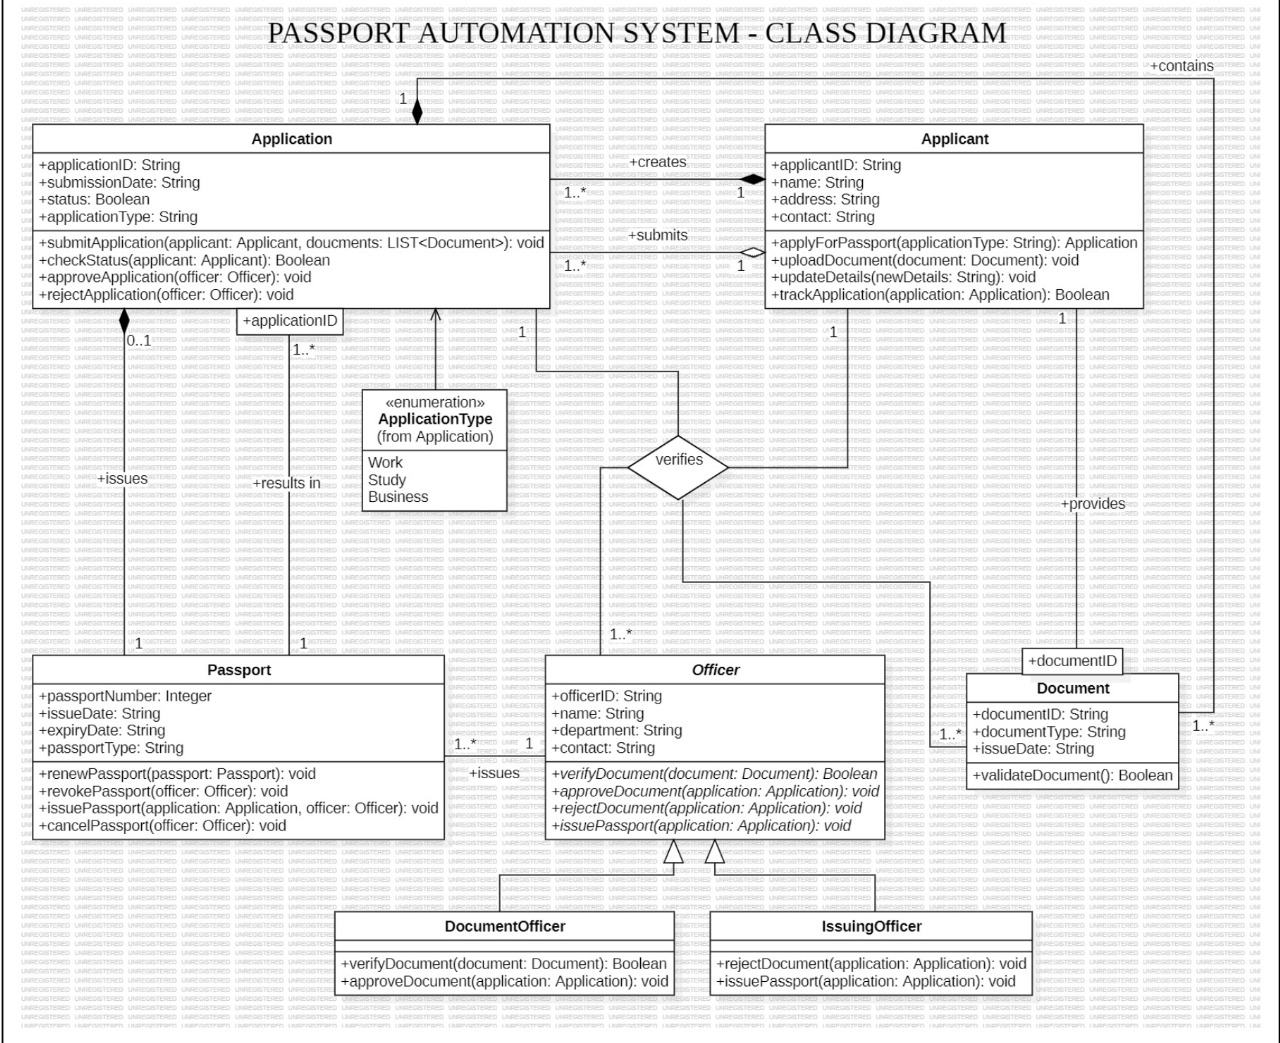 PASSPORT AUTOMATION SYSTEM - CLASS DIAGRAM
+contains
1
Application
+applicationID: String
+submissionDate: String
+status: Boolean
+applicationType: String
+submitApplication(applicant: Applicant, doucments: LIST<Document>): void
+checkStatus(applicant: Applicant): Boolean
+approveApplication(officer: Officer): void
+rejectApplication(officer: Officer): void
+creates
1..*
1
+submits
1..*
1
Applicant
+applicantID: String
+name: String
+address: String
+contact: String
+applyForPassport(applicationType: String): Application
+uploadDocument(document: Document): void
+updateDetails(newDetails: String): void
+trackApplication(application: Application): Boolean
0..1
+applicationID
1..*
1
1
1
«enumeration»
ApplicationType
(from Application)
Work
Study
Business
verifies
+issues
+results in
+provides
1
1
1..*
+documentID
Passport
+passportNumber: Integer
+issueDate: String
+expiryDate: String
+passportType: String
+renewPassport(passport: Passport): void
+revokePassport(officer: Officer): void
+issuePassport(application: Application, officer: Officer): void
+cancelPassport(officer: Officer): void
1..*
1
+issues
Officer
+officerID: String
+name: String
+department: String
+contact: String
+verifyDocument(document: Document): Boolean
+approveDocument(application: Application): void
+rejectDocument(application: Application): void
+issuePassport(application: Application): void
1..*
Document
+documentID: String
+documentType: String
+issueDate: String
+validateDocument(): Boolean
1..*
DocumentOfficer
+verifyDocument(document: Document): Boolean
+approveDocument(application: Application): void
IssuingOfficer
+rejectDocument(application: Application): void
+issuePassport(application: Application): void
UNREGISTERED